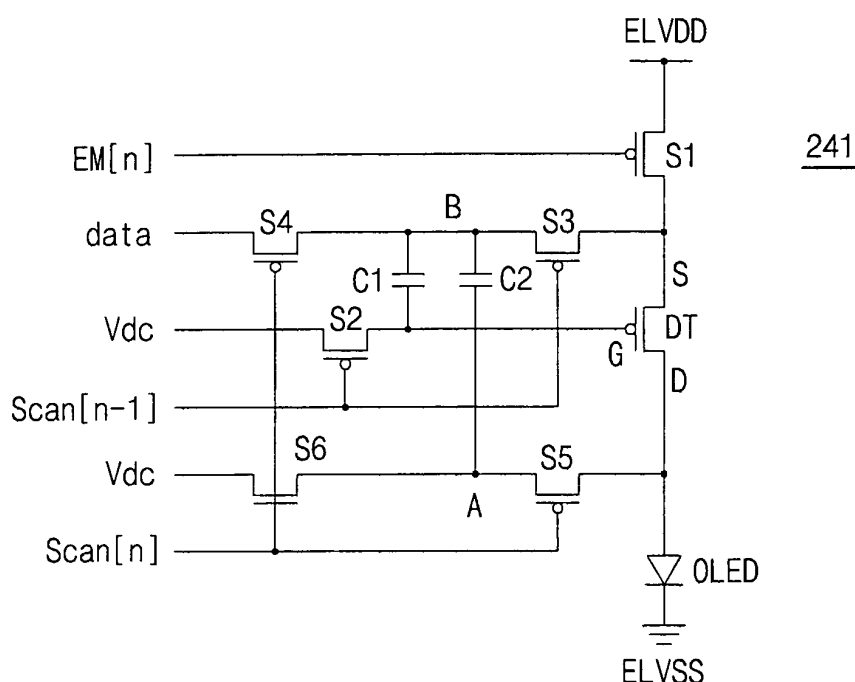 ELVDD
EM[n]
S1
241
data
S4
B
S3
S
C1
C2
Vdc
S2
G
DT
D
Scan[n-1]
S6
Vdc
S5
A
Scan[n]
OLED
ELVSS